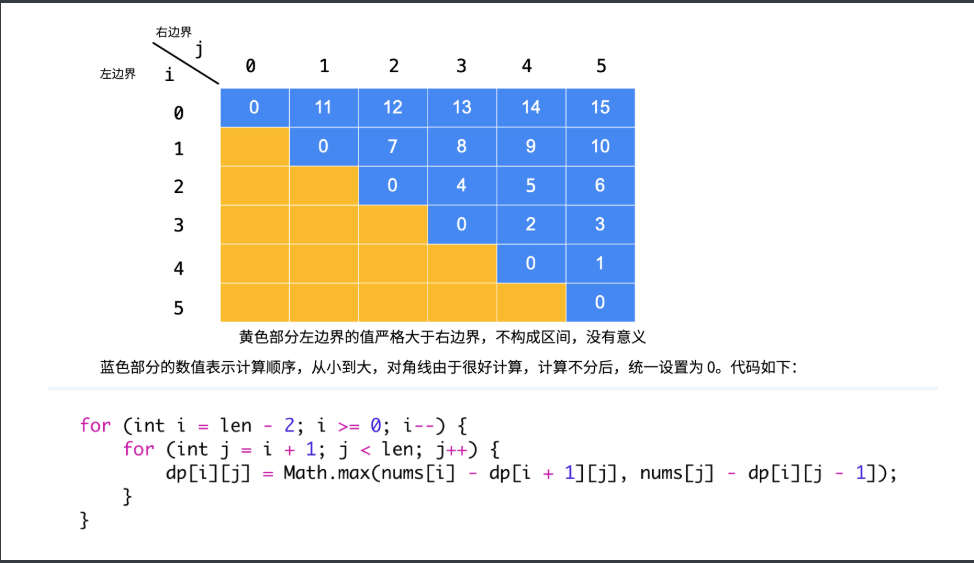 右边界
j
左边界 i
0 1 2 3 4 5
0 0 11 12 13 14 15
1 0 7 8 9 10
2 0 4 5 6
3 0 2 3
4 0 1
5 0
黄色部分左边界的值严格大于右边界，不构成区间，没有意义
蓝色部分的数值表示计算顺序，从小到大，对角线由于很好计算，计算不分后，统一设置为 0。代码如下：
for (int i = len - 2; i >= 0; i--) {
    for (int j = i + 1; j < len; j++) {
        dp[i][j] = Math.max(nums[i] - dp[i + 1][j], nums[j] - dp[i][j - 1]);
    }
}